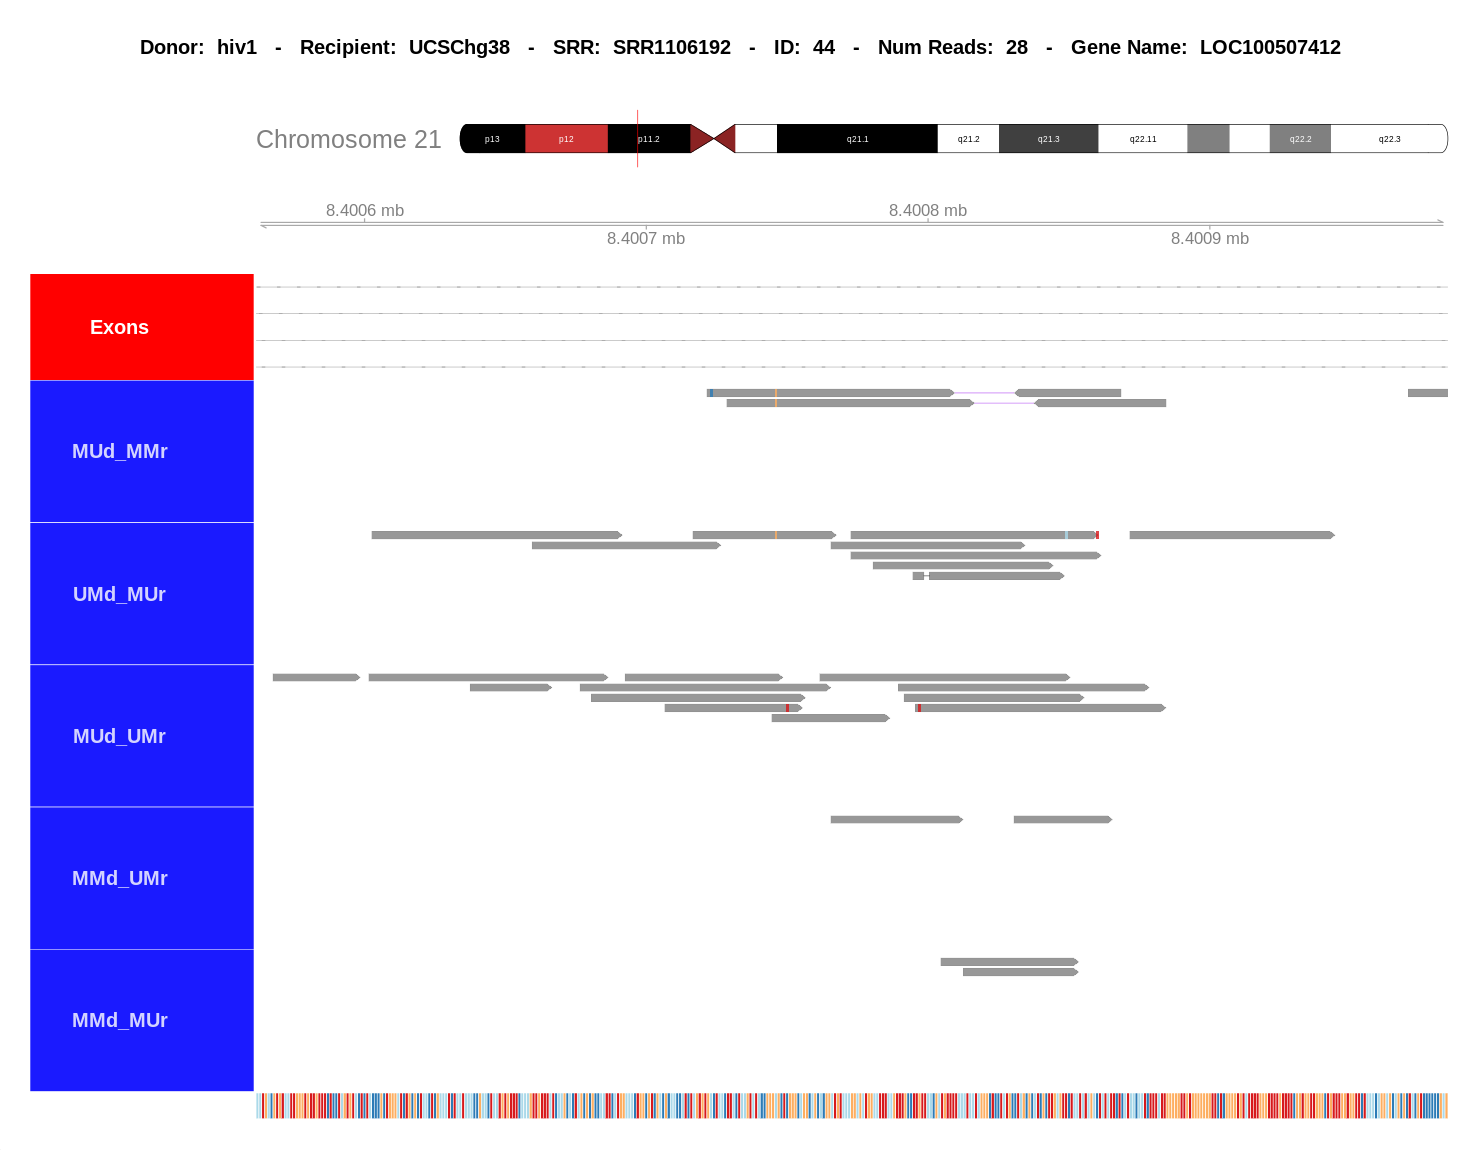 Donor: hiv1 - Recipient: UCSChg38 - SRR: SRR1106192 - ID: 44 - Num Reads: 28 - Gene Name: LOC100507412
Chromosome 21 p13 p12 p11.2 q21.1 q21.2 q21.3 q22.11 q22.2 q22.3
8.4006 mb 8.4008 mb
8.4007 mb 8.4009 mb
Exons
MUd_MMr
UMd_MUr
MUd_UMr
MMd_UMr
MMd_MUr